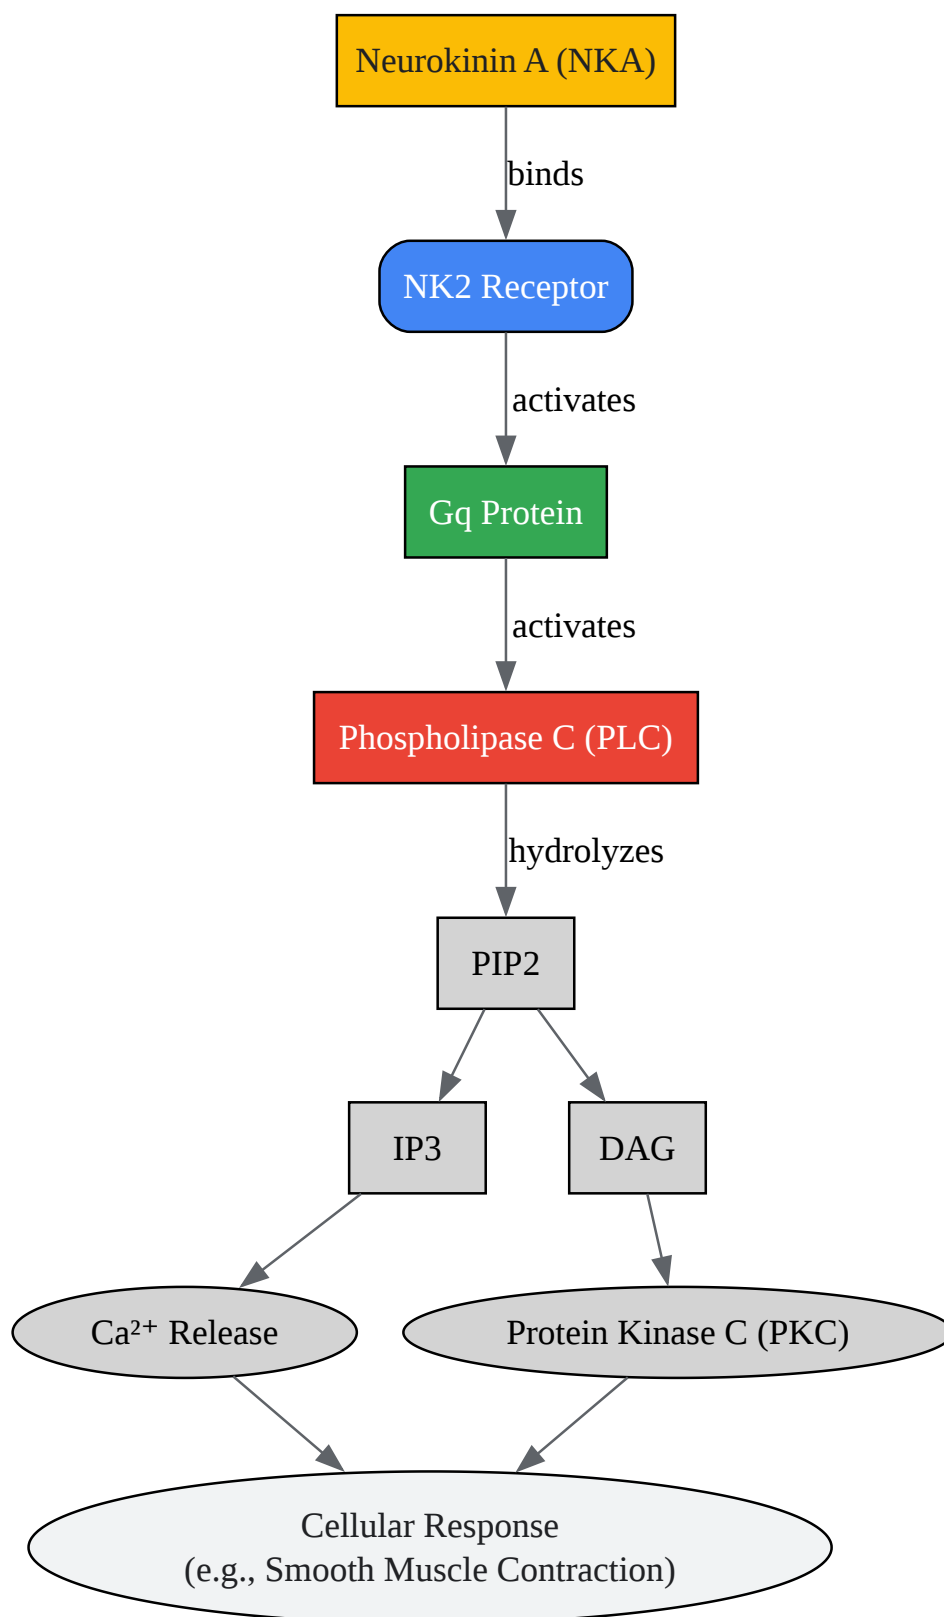 Neurokinin A (NKA)
binds
NK2 Receptor
activates
Gq Protein
activates
Phospholipase C (PLC)
hydrolyzes
PIP2
IP3
DAG
Ca²⁺ Release
Protein Kinase C (PKC)
Cellular Response
(e.g., Smooth Muscle Contraction)